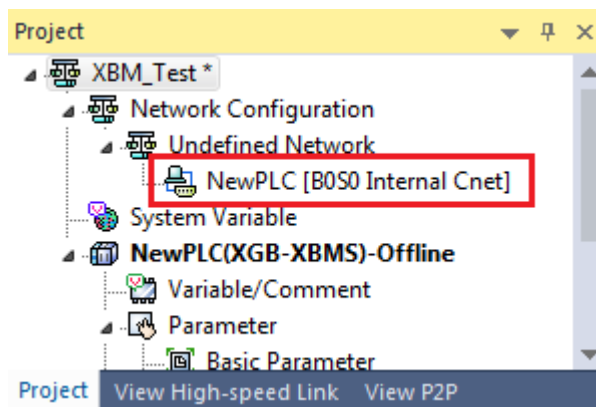 Project
XBM_Test *
Network Configuration
Undefined Network
NewPLC [B0S0 Internal Cnet]
System Variable
NewPLC(XGB-XBMS)-Offline
Variable/Comment
Parameter
Basic Parameter
Project View High-speed Link View P2P